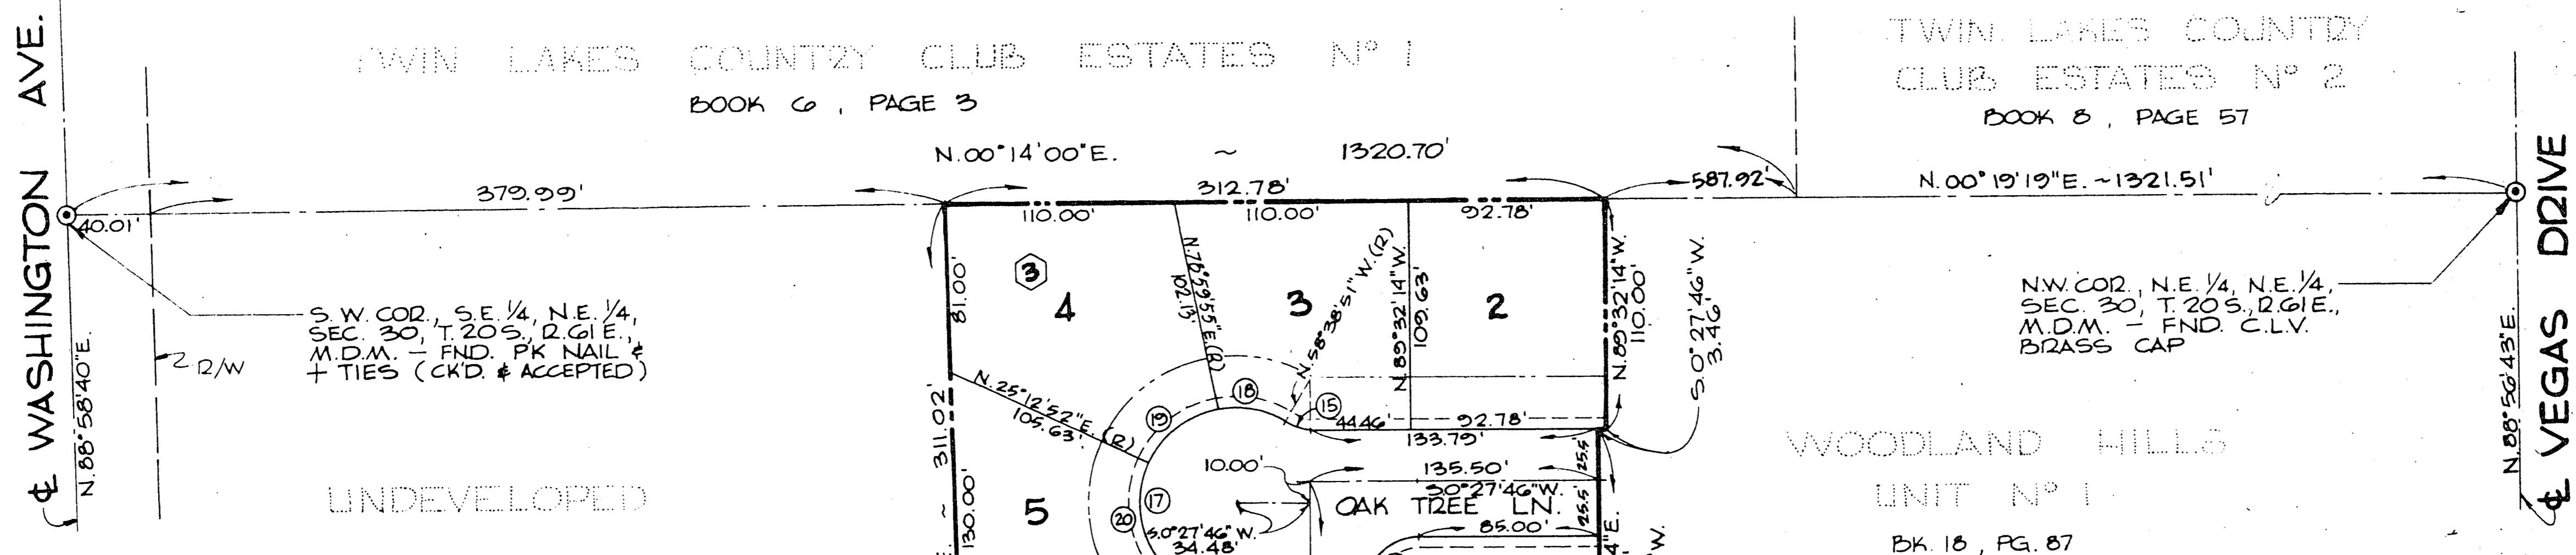 ℄ WASHINGTON AVE.
N.88°58'40"E.
TWIN LAKES COUNTRY CLUB ESTATES Nº 1
BOOK 6, PAGE 3
TWIN LAKES COUNTRY
CLUB ESTATES Nº 2
BOOK 8, PAGE 57
N.00°14'00"E. ~ 1320.70'
40.01'
379.99'
312.78'
587.92'
N.00°19'19"E. ~1321.51'
110.00'
110.00'
92.78'
S.W. COR., S.E. 1/4, N.E. 1/4,
SEC. 30, T. 20 S., R. 61 E.,
M.D.M. - FND. PK NAIL &
+ TIES (CK'D. & ACCEPTED)
R/W
UNDEVELOPED
81.00'
3
4
N.78°59'55"E.(R)
102.13'
3
N.58°38'51"W.(R)
N.89°32'14"W.
109.63'
2
N.89°32'14"W.
110.00'
S.0°27'46"W.
3.46'
N.25°12'52"E. (R)
105.63'
19
18
15
44.46'
92.78'
133.79'
25.5'
311.02'
130.00'
5
10.00'
135.50'
S.0°27'46"W.
OAK TREE LN.
25.5'
17
20
S.0°27'46"W.
34.48'
85.00'
N.W. COR., N.E. 1/4, N.E. 1/4,
SEC. 30, T. 20 S., R. 61 E.,
M.D.M. - FND. C.L.V.
BRASS CAP
WOODLAND HILLS
UNIT Nº 1
BK. 18, PG. 87
N.88°56'43"E.
℄ VEGAS DRIVE